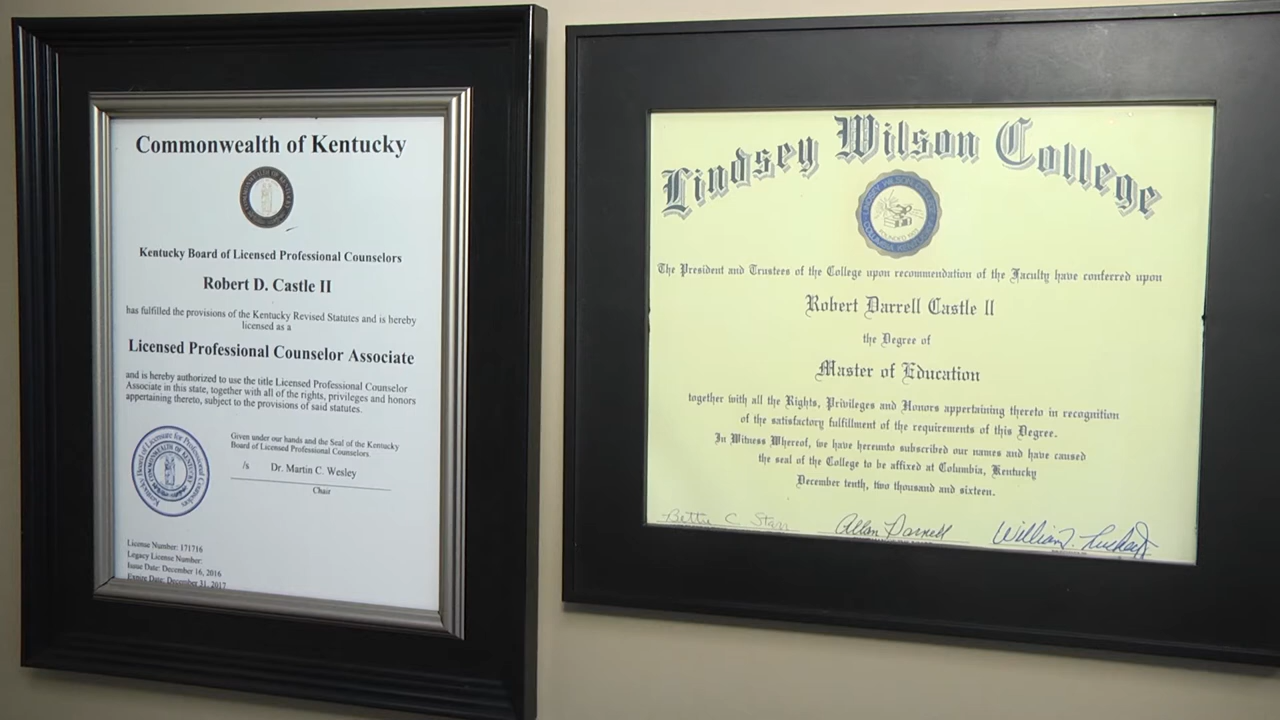 Commonwealth of Kentucky
Kentucky Board of Licensed Professional Counselors
Robert D. Castle II
has fulfilled the provisions of the Kentucky Revised Statutes and is hereby
licensed as a
Licensed Professional Counselor Associate
and is hereby authorized to use the title Licensed Professional Counselor
Associate in this state, together with all of the rights, privileges and honors
appertaining thereto, subject to the provisions of said statutes.
Given under our hands and the Seal of the Kentucky
Board of Licensed Professional Counselors.
/s Dr. Martin C. Wesley
Chair
License Number: 171716
Legacy License Number:
Issue Date: December 16, 2016
Expire Date: December 31, 2017
Lindsey Wilson College
The President and Trustees of the College upon recommendation of the Faculty have conferred upon
Robert Darrell Castle II
the Degree of
Master of Education
together with all the Rights, Privileges and Honors appertaining thereto in recognition
of the satisfactory fulfillment of the requirements of this Degree.
In Witness Whereof, we have hereunto subscribed our names and have caused
the seal of the College to be affixed at Columbia, Kentucky
December tenth, two thousand and sixteen.